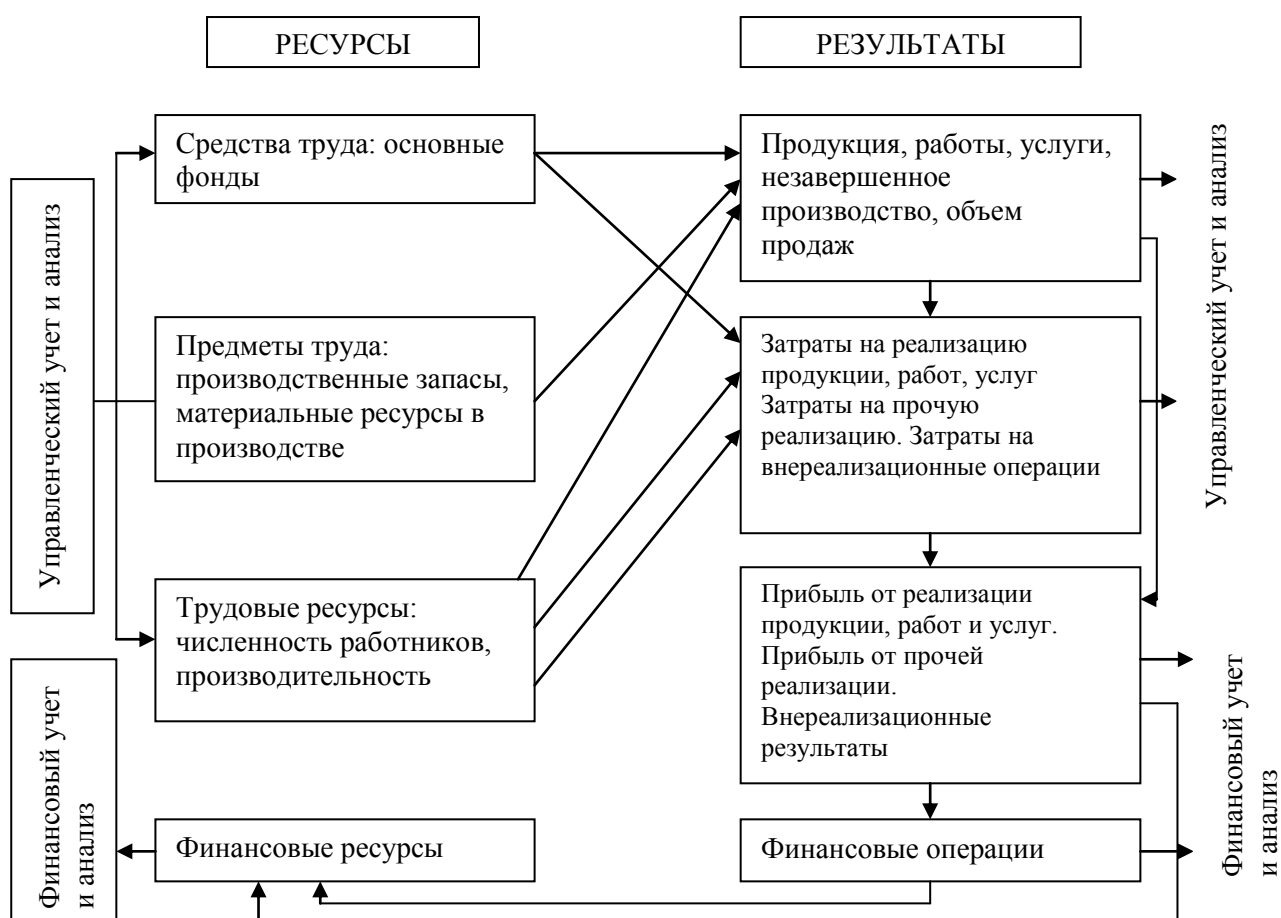 РЕСУРСЫ
РЕЗУЛЬТАТЫ
Управленческий учет и анализ
Средства труда: основные
фонды
Предметы труда:
производственные запасы,
материальные ресурсы в
производстве
Трудовые ресурсы:
численность работников,
производительность
Финансовый учет
и анализ
Финансовые ресурсы
Продукция, работы, услуги,
незавершенное
производство, объем
продаж
Затраты на реализацию
продукции, работ, услуг
Затраты на прочую
реализацию. Затраты на
внереализационные операции
Прибыль от реализации
продукции, работ и услуг.
Прибыль от прочей
реализации.
Внереализационные
результаты
Финансовые операции
Управленческий учет и анализ
Финансовый учет
и анализ